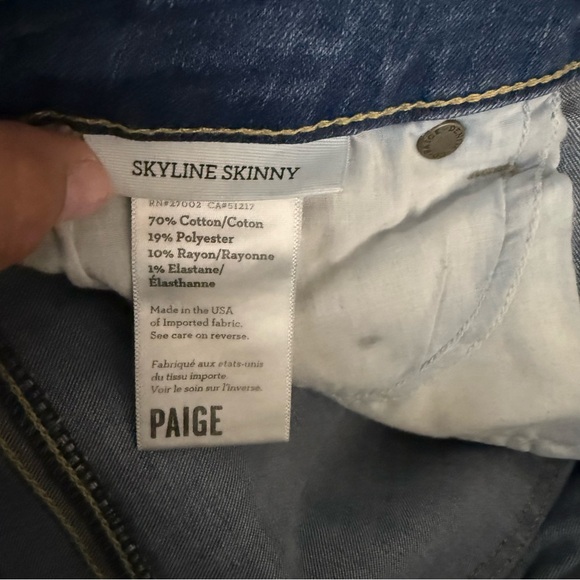 SKYLINE SKINNY
RN#27002 CA#51217
70% Cotton/Coton
19% Polyester
10% Rayon/Rayonne
1% Elastane/
Élasthanne
Made in the USA
of Imported fabric.
See care on reverse.
Fabriqué aux etats-unis
du tissu importe.
Voir le soin sur l'inverse.
PAIGE